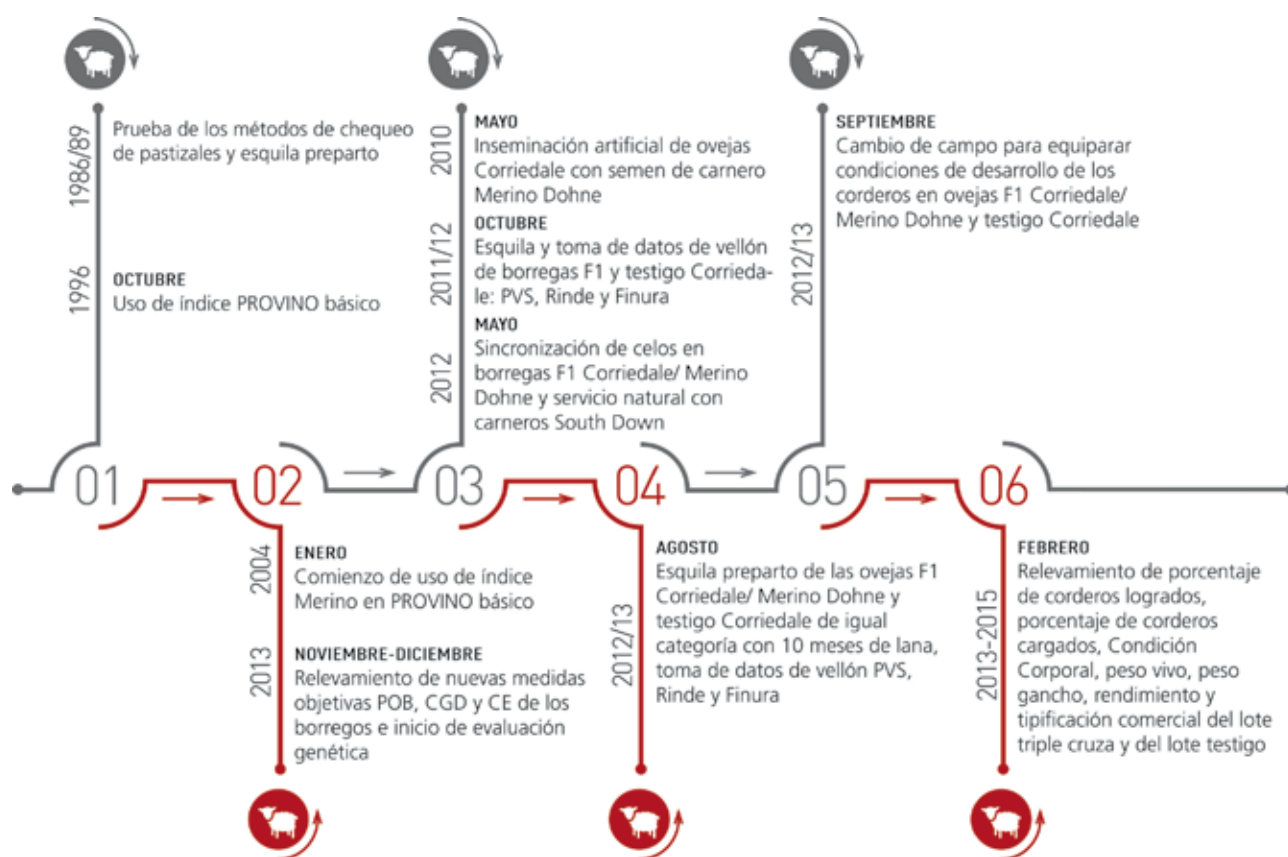 1986/89
Prueba de los métodos de chequeo
de pastizales y esquila preparto
1996
OCTUBRE
Uso de índice PROVINO básico
2010
MAYO
Inseminación artificial de ovejas
Corriedale con semen de carnero
Merino Dohne
2011/12
OCTUBRE
Esquila y toma de datos de vellón
de borregas F1 y testigo Corrieda-
le: PVS, Rinde y Finura
2012
MAYO
Sincronización de celos en
borregas F1 Corriedale/ Merino
Dohne y servicio natural con
carneros South Down
2012/13
SEPTIEMBRE
Cambio de campo para equiparar
condiciones de desarrollo de los
corderos en ovejas F1 Corriedale/
Merino Dohne y testigo Corriedale
01
02
03
04
05
06
2004
ENERO
Comienzo de uso de índice
Merino en PROVINO básico
2013
NOVIEMBRE-DICIEMBRE
Relevamiento de nuevas medidas
objetivas POB, CGD y CE de los
borregos e inicio de evaluación
genética
2012/13
AGOSTO
Esquila preparto de las ovejas F1
Corriedale/ Merino Dohne y
testigo Corriedale de igual
categoría con 10 meses de lana,
toma de datos de vellón PVS,
Rinde y Finura
2013-2015
FEBRERO
Relevamiento de porcentaje
de corderos logrados,
porcentaje de corderos
cargados, Condición
Corporal, peso vivo, peso
gancho, rendimiento y
tipificación comercial del lote
triple cruza y del lote testigo